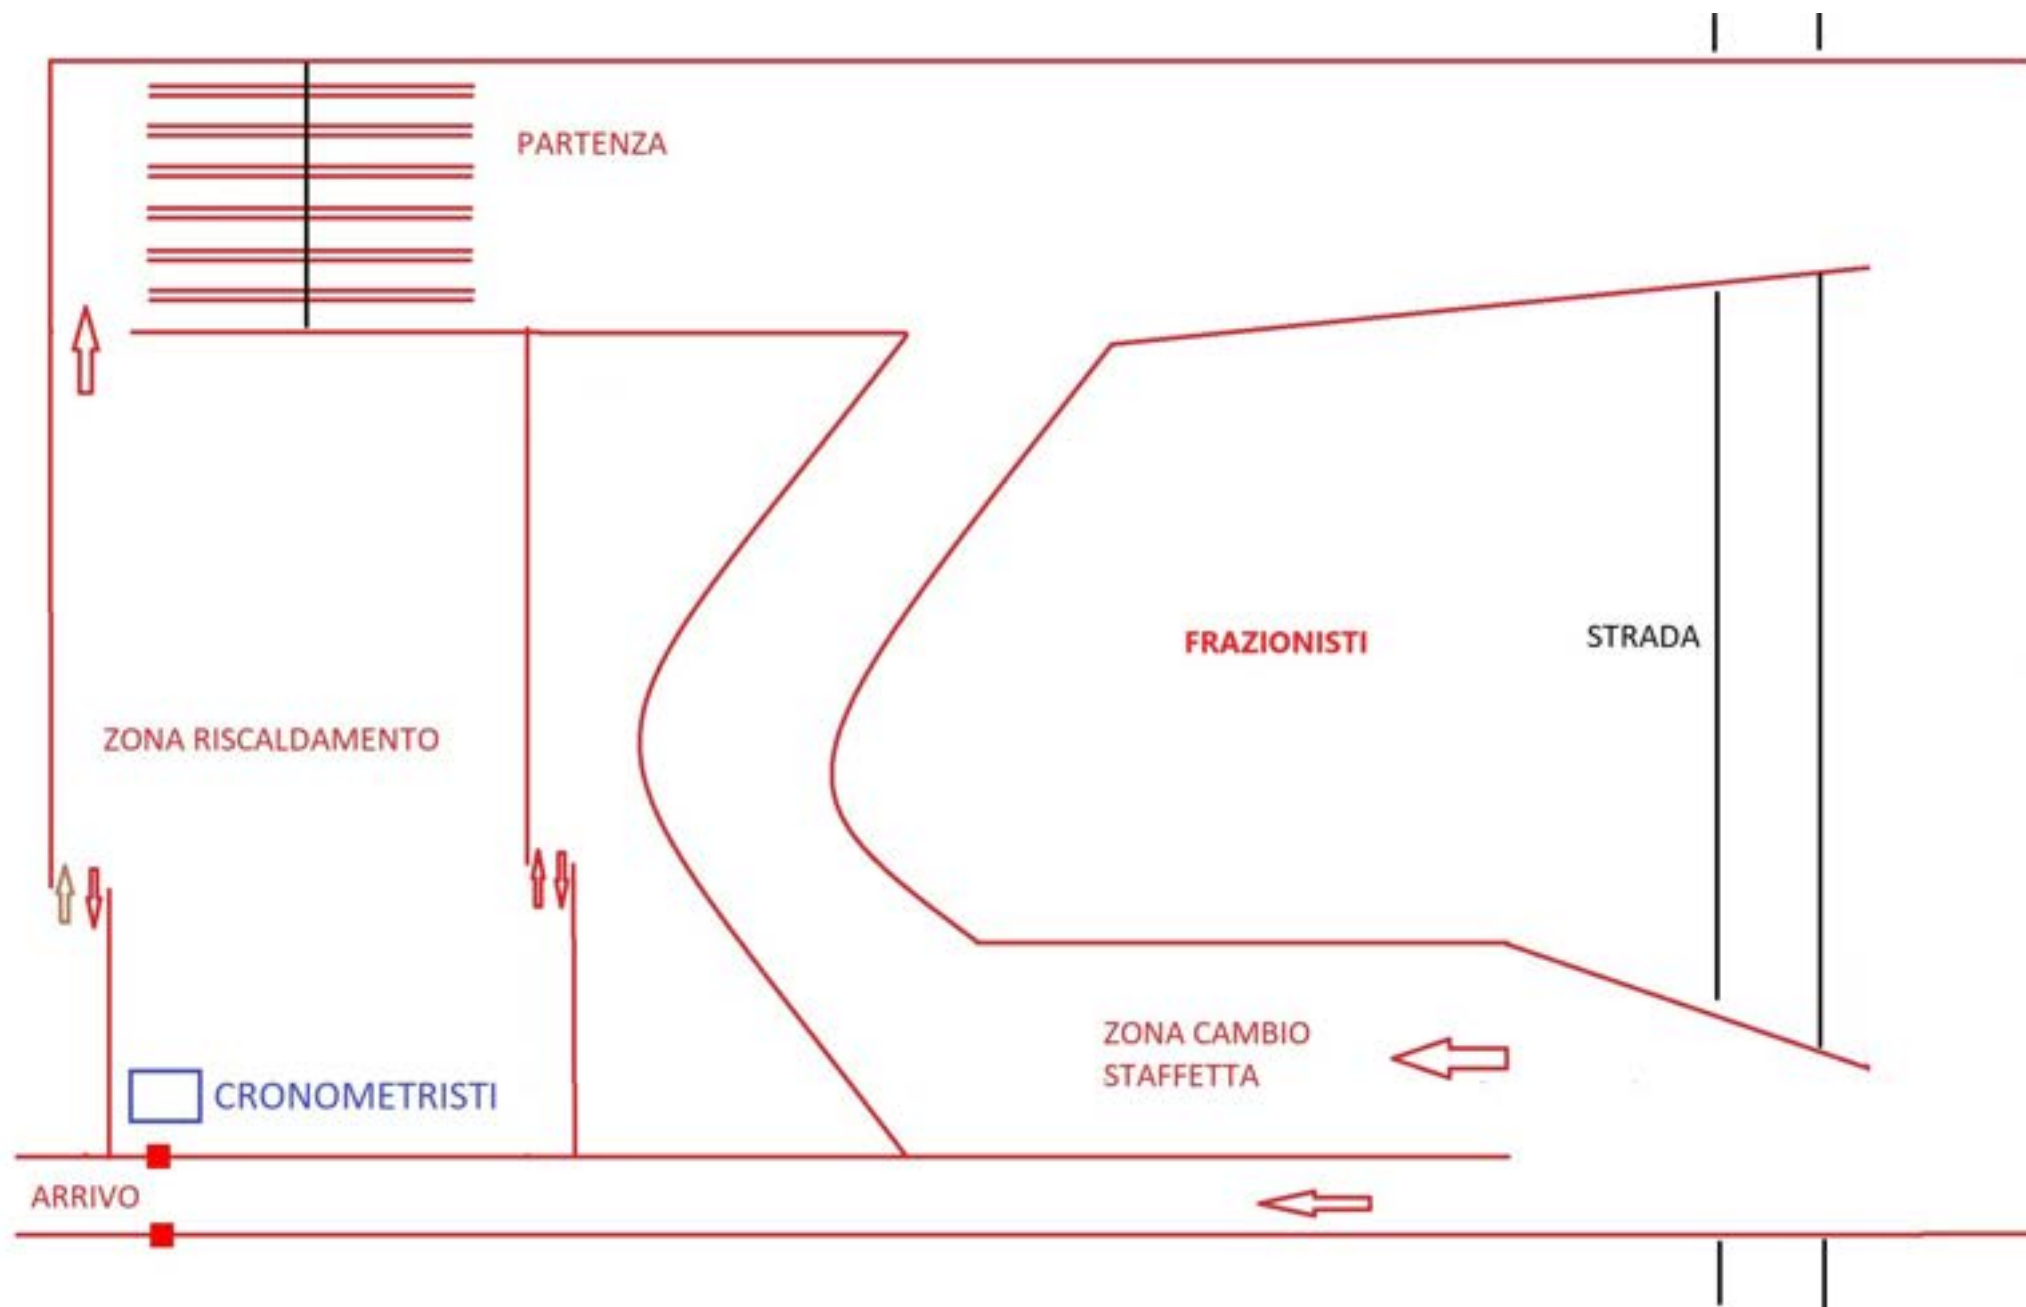 PARTENZA
FRAZIONISTI
STRADA
ZONA RISCALDAMENTO
ZONA CAMBIO
STAFFETTA
CRONOMETRISTI
ARRIVO